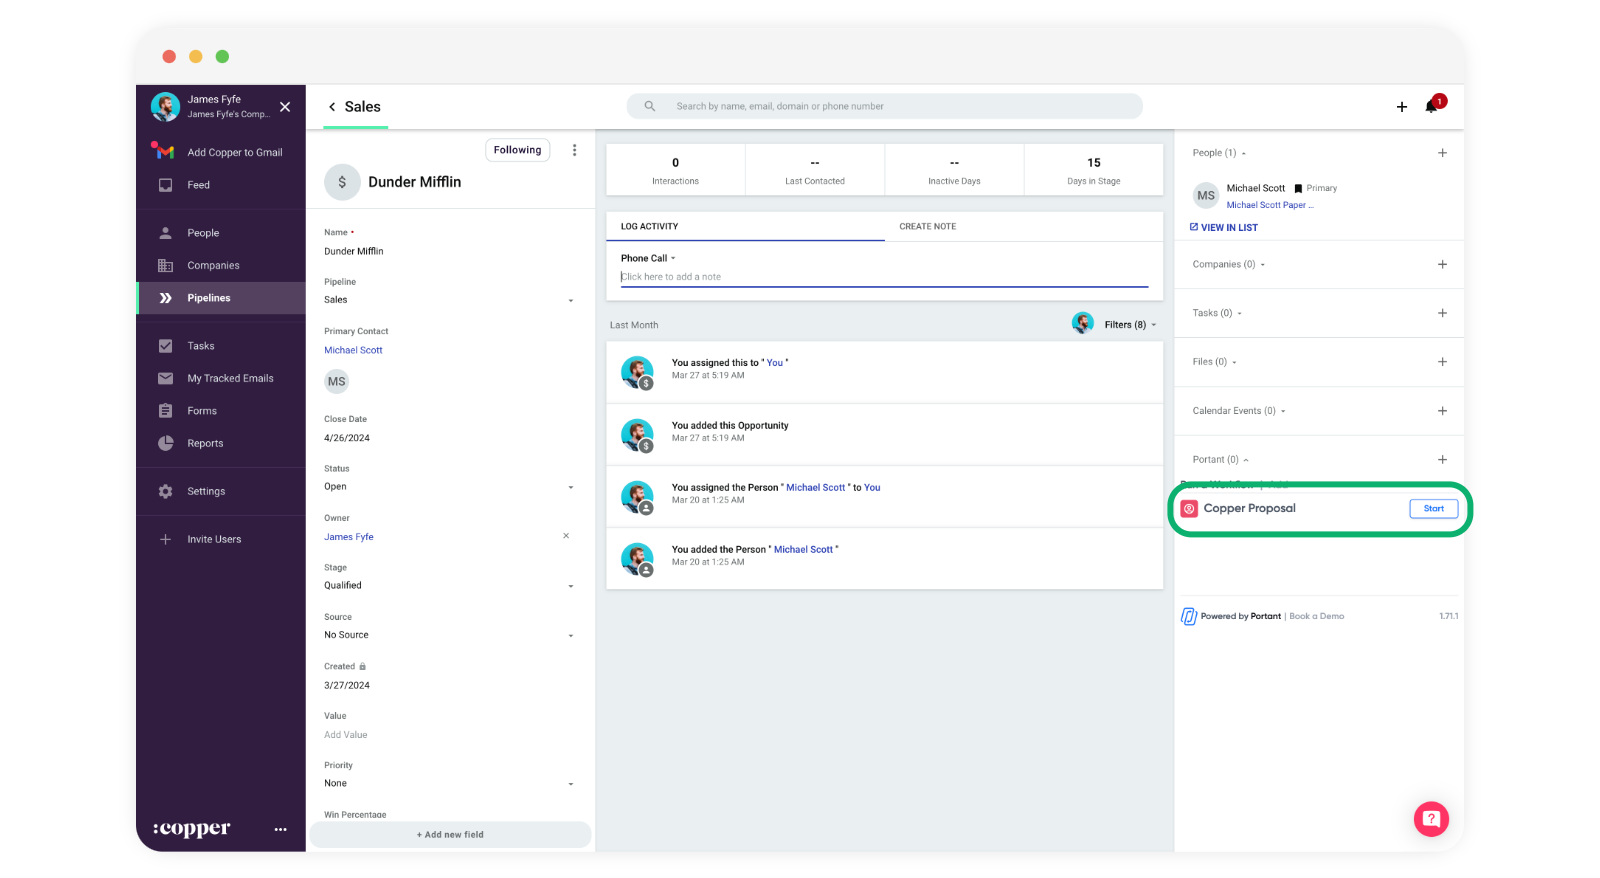 James Fyfe
James Fyfe's Comp...
Add Copper to Gmail
Feed
People
Companies
Pipelines
Tasks
My Tracked Emails
Forms
Reports
Settings
Invite Users
:copper
Sales
Search by name, email, domain or phone number
1
Following
$ Dunder Mifflin
Name •
Dunder Mifflin
Pipeline
Sales
Primary Contact
Michael Scott
MS
Close Date
4/26/2024
Status
Open
Owner
James Fyfe
Stage
Qualified
Source
No Source
Created
3/27/2024
Value
Add Value
Priority
None
Win Percentage
+ Add new field
0 -- -- 15
Interactions Last Contacted Inactive Days Days in Stage
LOG ACTIVITY CREATE NOTE
Phone Call
Click here to add a note
Last Month Filters (8)
You assigned this to " You "
Mar 27 at 5:19 AM
$
You added this Opportunity
Mar 27 at 5:19 AM
$
You assigned the Person " Michael Scott " to You
Mar 20 at 1:25 AM
You added the Person " Michael Scott "
Mar 20 at 1:25 AM
People (1)
MS Michael Scott Primary
Michael Scott Paper ...
VIEW IN LIST
Companies (0)
Tasks (0)
Files (0)
Calendar Events (0)
Portant (0)
Copper Proposal Start
Powered by Portant | Book a Demo 1.71.1
?